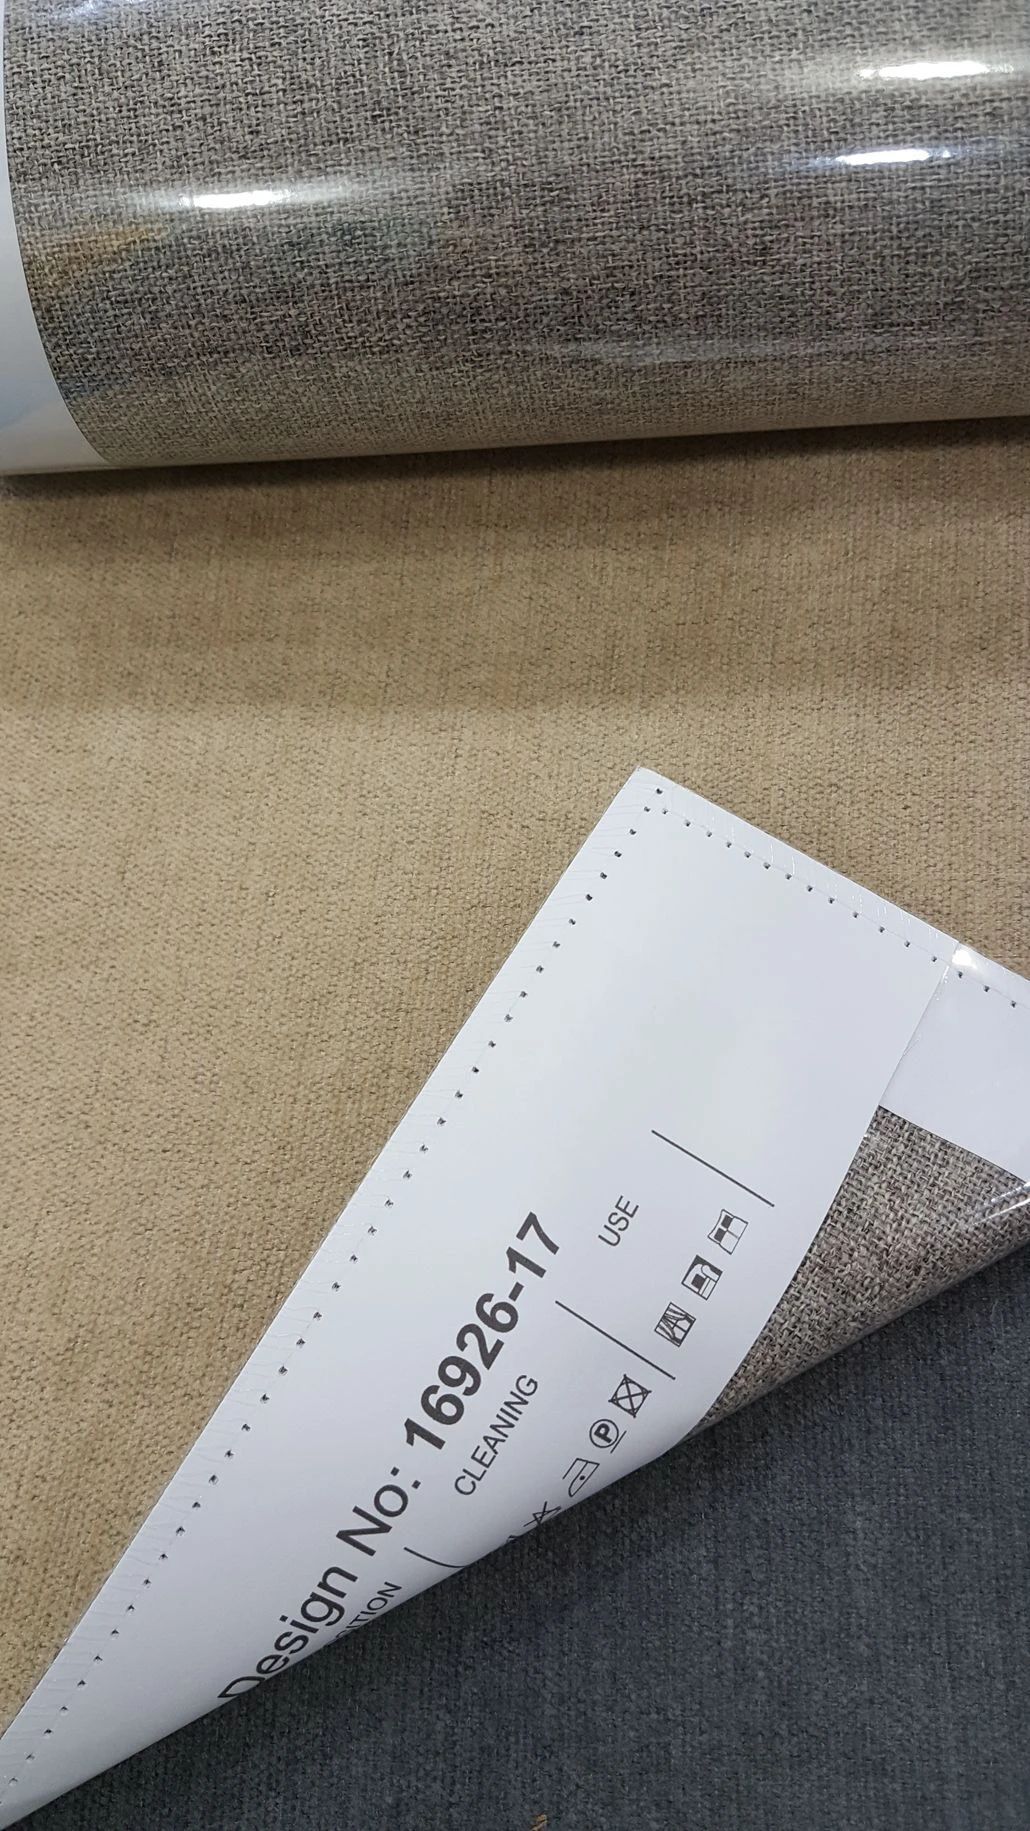 Design No: 16926-17
CLEANING
USE
P